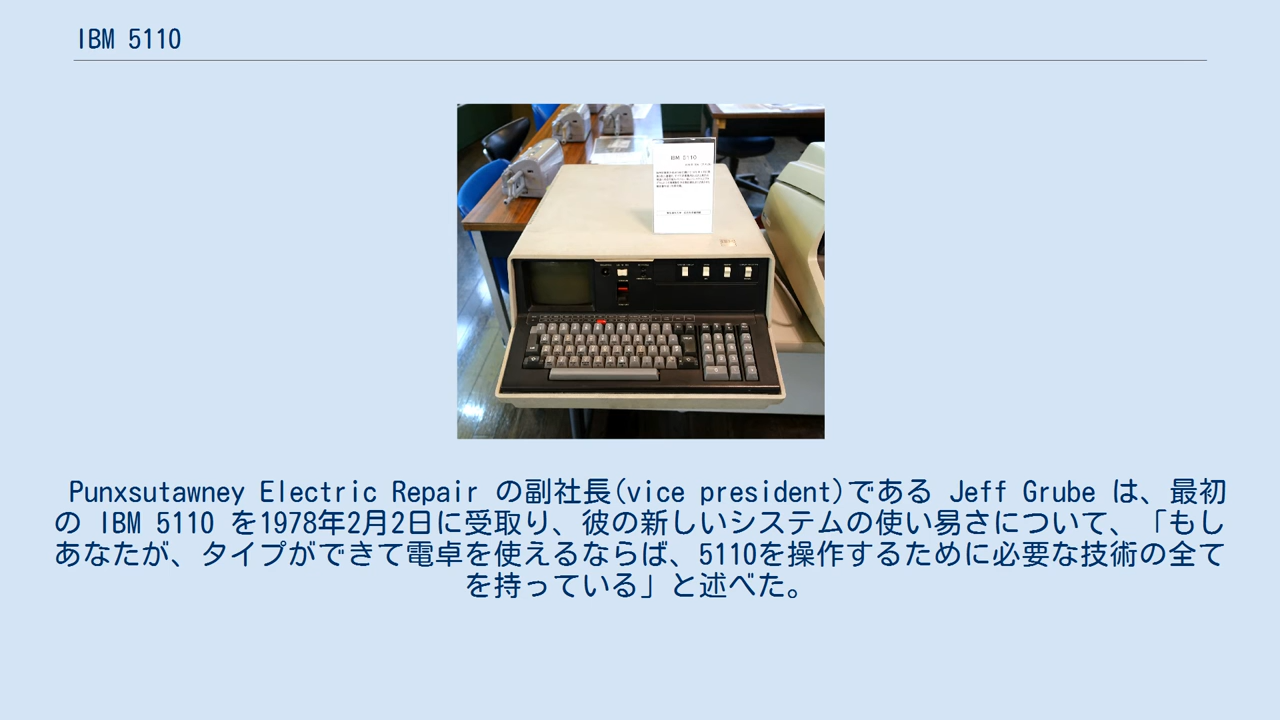 IBM 5110
IBM 5110
Punxsutawney Electric Repair の副社長(vice president)である Jeff Grube は、最初
の IBM 5110 を1978年2月2日に受取り、彼の新しいシステムの使い易さについて、「もし
あなたが、タイプができて電卓を使えるならば、5110を操作するために必要な技術の全て
を持っている」と述べた。